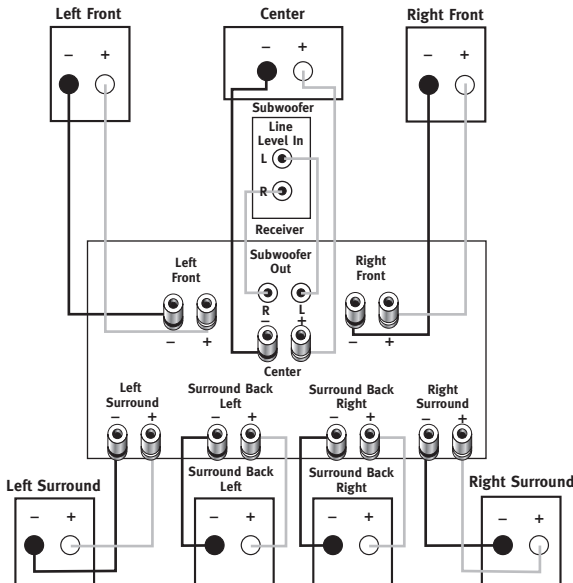 Left Front
Center
Right Front
– +
– +
– +
Subwoofer
Line
Level In
L
R
Receiver
Left
Front
Subwoofer
Out
Right
Front
R L
– +
– +
– +
Center
Left
Surround
Surround Back
Left
Surround Back
Right
Right
Surround
– +
– +
– +
– +
Left Surround
Surround Back
Left
Surround Back
Right
Right Surround
– +
– +
– +
– +